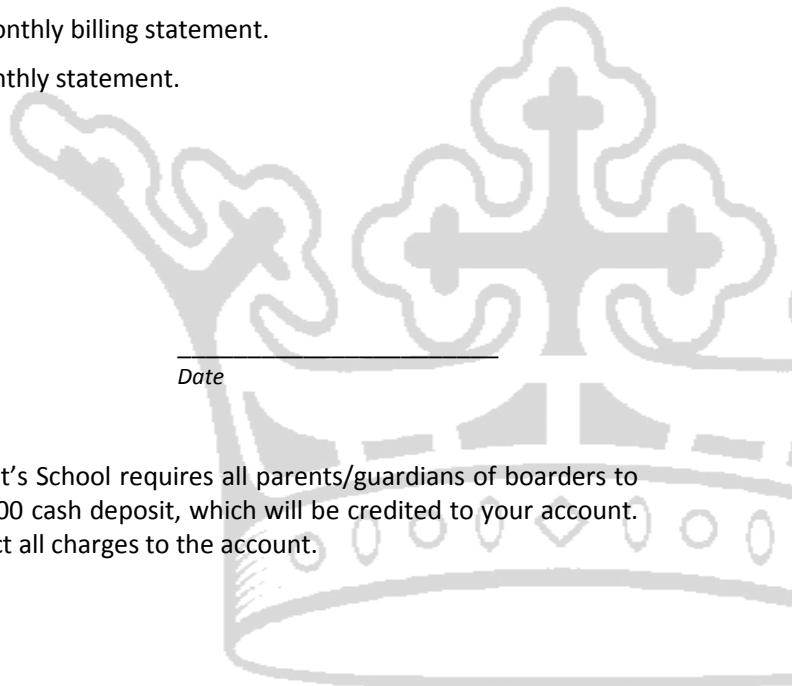 onthly billing statement.
nthly statement.
Date
t's School requires all parents/guardians of boarders to
00 cash deposit, which will be credited to your account.
ct all charges to the account.